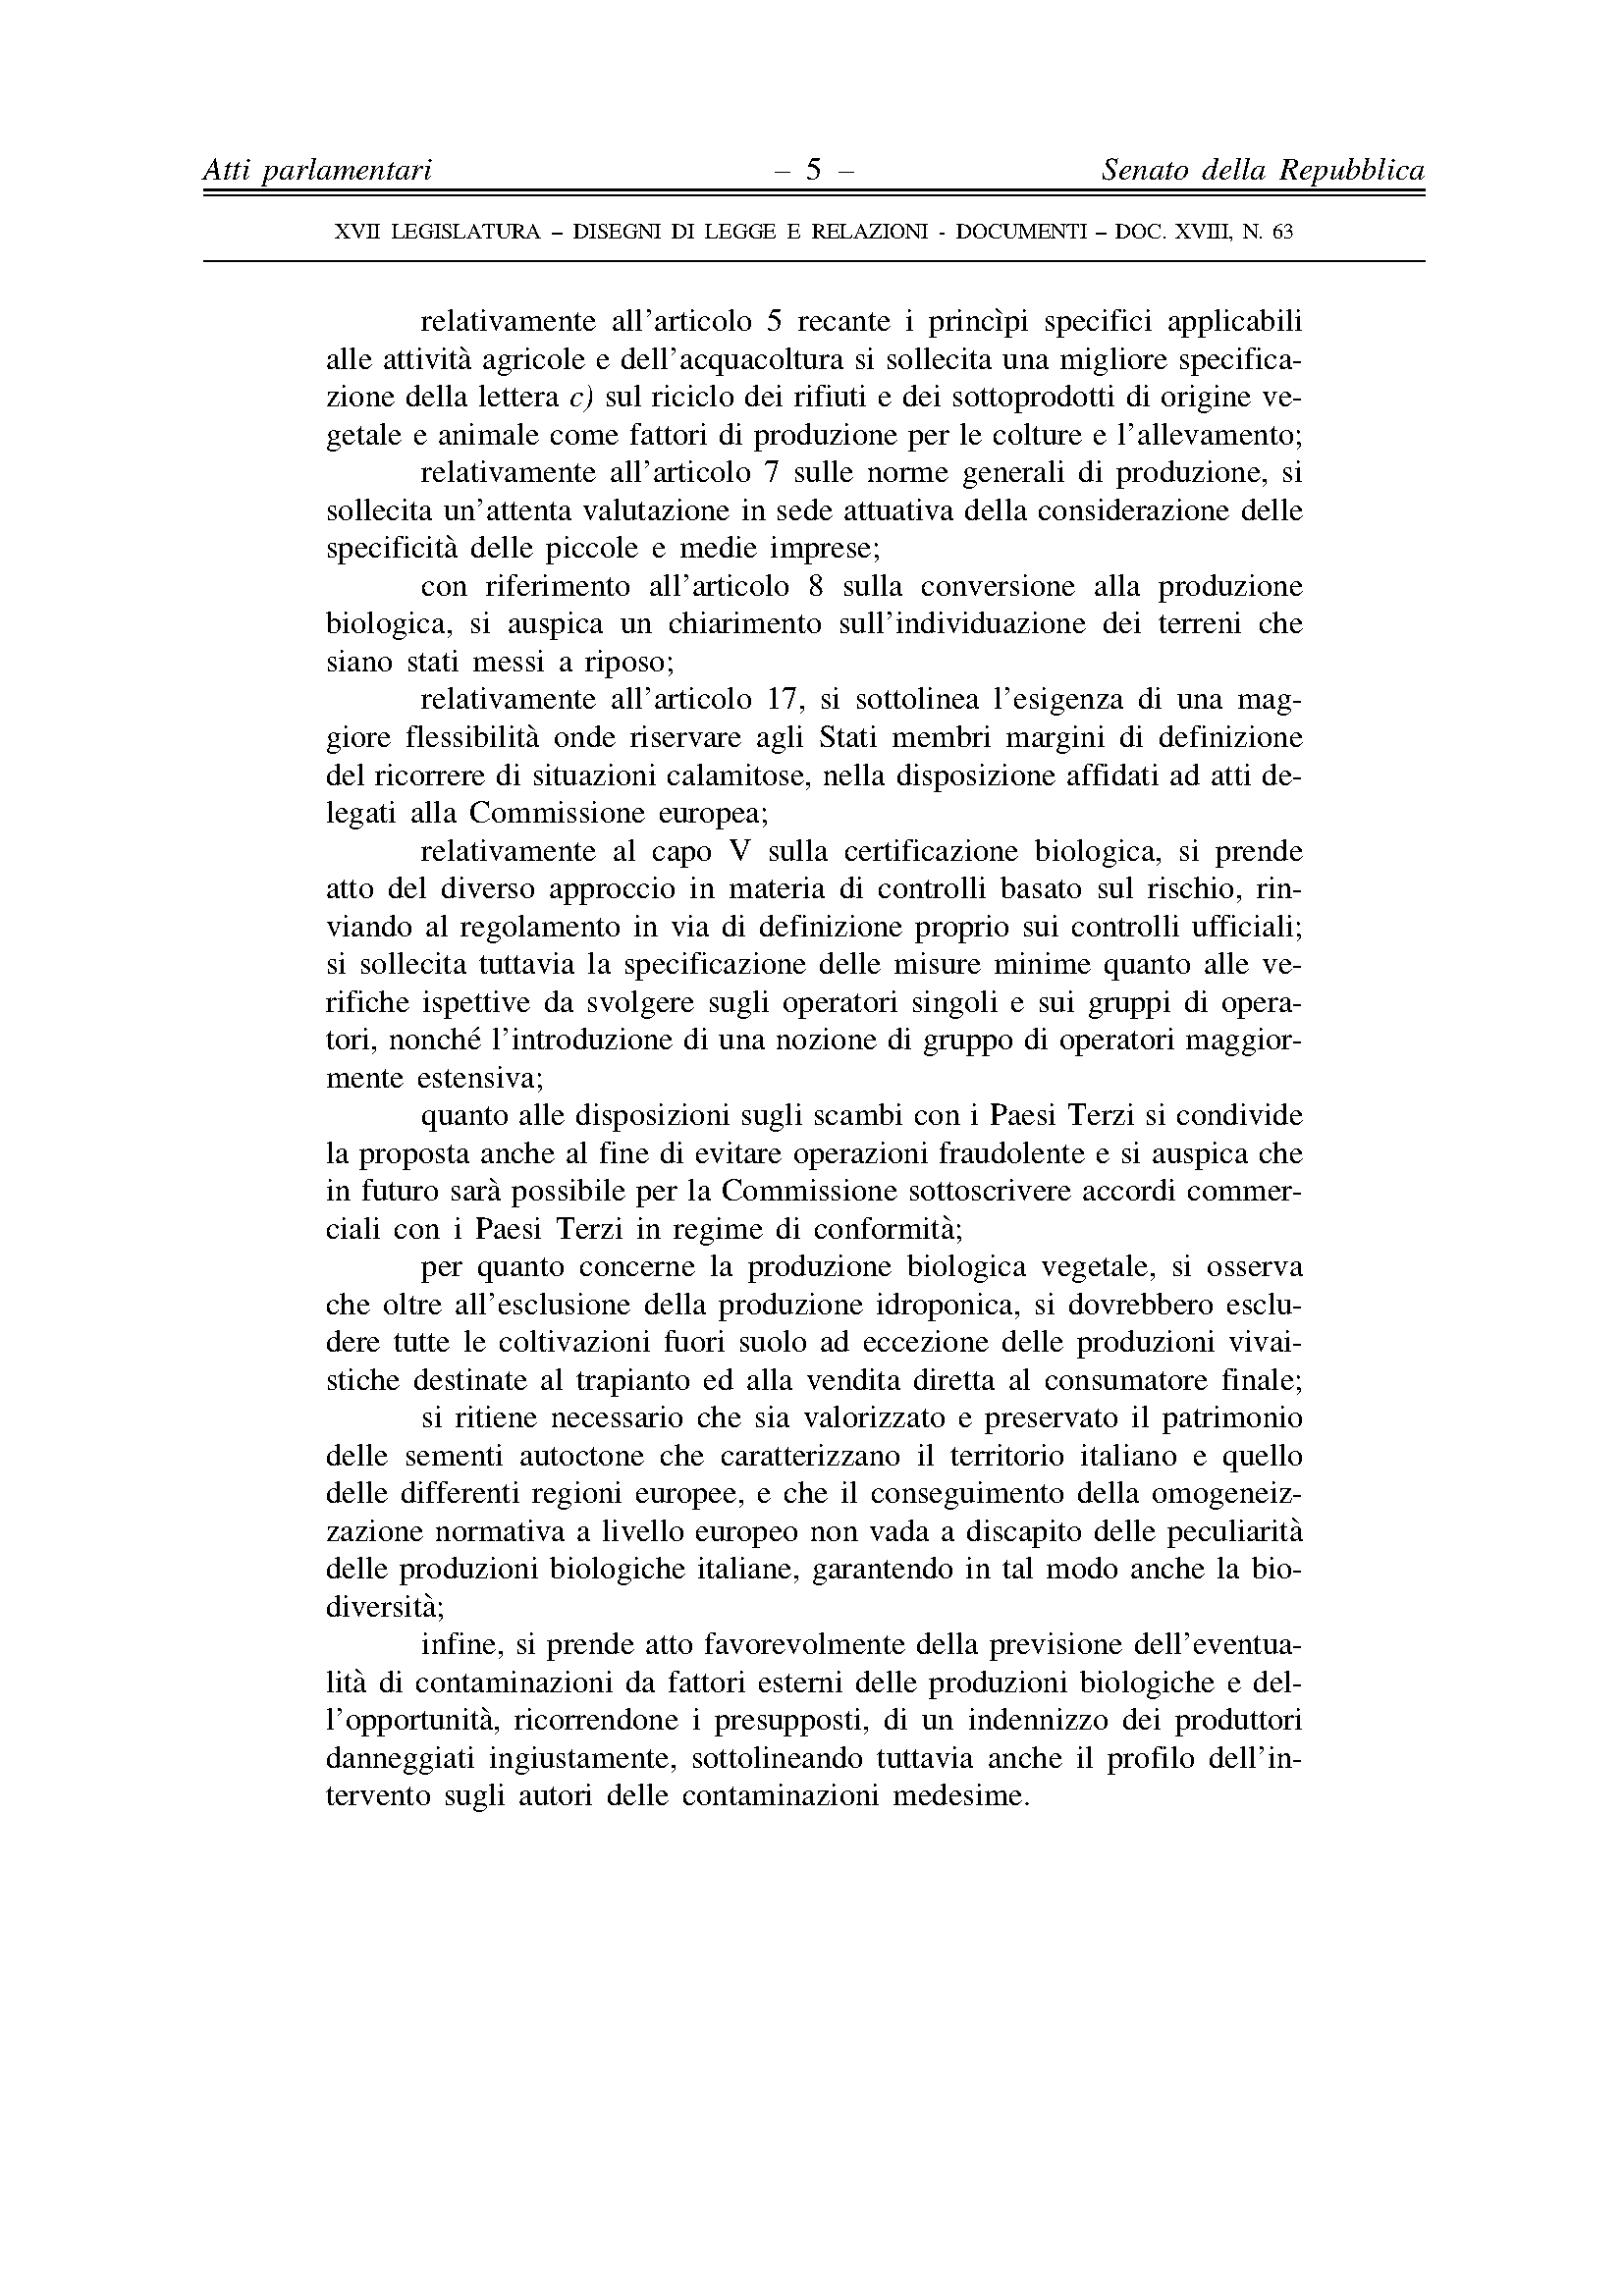 Atti parlamentari – 5 – Senato della Repubblica
XVII LEGISLATURA – DISEGNI DI LEGGE E RELAZIONI - DOCUMENTI – DOC. XVIII, N. 63
relativamente all’articolo 5 recante i princìpi specifici applicabili
alle attività agricole e dell’acquacoltura si sollecita una migliore specifica-
zione della lettera c) sul riciclo dei rifiuti e dei sottoprodotti di origine ve-
getale e animale come fattori di produzione per le colture e l’allevamento;
relativamente all’articolo 7 sulle norme generali di produzione, si
sollecita un’attenta valutazione in sede attuativa della considerazione delle
specificità delle piccole e medie imprese;
con riferimento all’articolo 8 sulla conversione alla produzione
biologica, si auspica un chiarimento sull’individuazione dei terreni che
siano stati messi a riposo;
relativamente all’articolo 17, si sottolinea l’esigenza di una mag-
giore flessibilità onde riservare agli Stati membri margini di definizione
del ricorrere di situazioni calamitose, nella disposizione affidati ad atti de-
legati alla Commissione europea;
relativamente al capo V sulla certificazione biologica, si prende
atto del diverso approccio in materia di controlli basato sul rischio, rin-
viando al regolamento in via di definizione proprio sui controlli ufficiali;
si sollecita tuttavia la specificazione delle misure minime quanto alle ve-
rifiche ispettive da svolgere sugli operatori singoli e sui gruppi di opera-
tori, nonché l’introduzione di una nozione di gruppo di operatori maggior-
mente estensiva;
quanto alle disposizioni sugli scambi con i Paesi Terzi si condivide
la proposta anche al fine di evitare operazioni fraudolente e si auspica che
in futuro sarà possibile per la Commissione sottoscrivere accordi commer-
ciali con i Paesi Terzi in regime di conformità;
per quanto concerne la produzione biologica vegetale, si osserva
che oltre all’esclusione della produzione idroponica, si dovrebbero esclu-
dere tutte le coltivazioni fuori suolo ad eccezione delle produzioni vivai-
stiche destinate al trapianto ed alla vendita diretta al consumatore finale;
si ritiene necessario che sia valorizzato e preservato il patrimonio
delle sementi autoctone che caratterizzano il territorio italiano e quello
delle differenti regioni europee, e che il conseguimento della omogeneiz-
zazione normativa a livello europeo non vada a discapito delle peculiarità
delle produzioni biologiche italiane, garantendo in tal modo anche la bio-
diversità;
infine, si prende atto favorevolmente della previsione dell’eventua-
lità di contaminazioni da fattori esterni delle produzioni biologiche e del-
l’opportunità, ricorrendone i presupposti, di un indennizzo dei produttori
danneggiati ingiustamente, sottolineando tuttavia anche il profilo dell’in-
tervento sugli autori delle contaminazioni medesime.